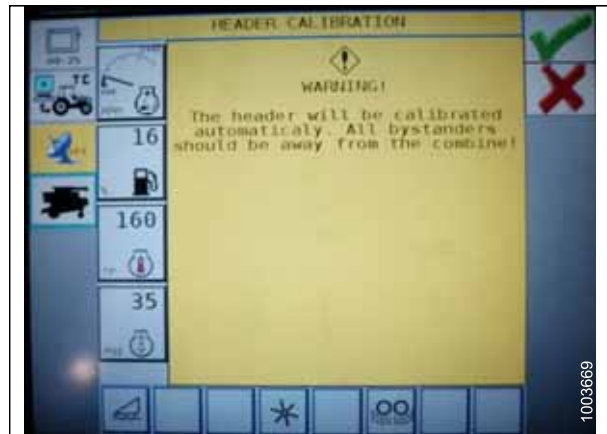 HEADER CALIBRATION
TC
16
160
35
WARNING!
The header will be calibrated
automaticaly. All bystanders
should be away from the combine!
1003669